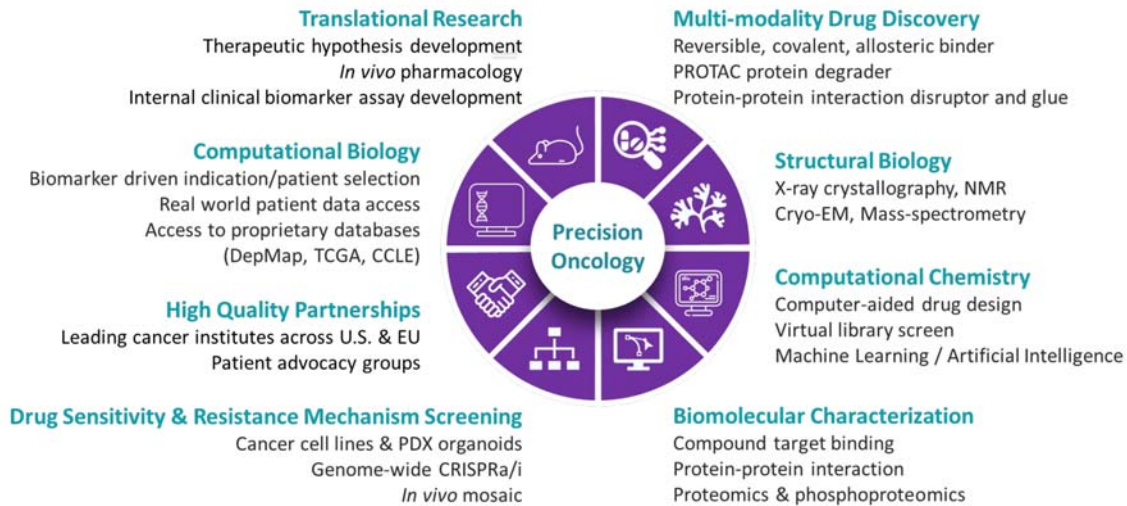 Translational Research
Therapeutic hypothesis development
In vivo pharmacology
Internal clinical biomarker assay development
Computational Biology
Biomarker driven indication/patient selection
Real world patient data access
Access to proprietary databases
(DepMap, TCGA, CCLE)
High Quality Partnerships
Leading cancer institutes across U.S. & EU
Patient advocacy groups
Drug Sensitivity & Resistance Mechanism Screening
Cancer cell lines & PDX organoids
Genome-wide CRISPRa/i
In vivo mosaic
Precision
Oncology
Multi-modality Drug Discovery
Reversible, covalent, allosteric binder
PROTAC protein degrader
Protein-protein interaction disruptor and glue
Structural Biology
X-ray crystallography, NMR
Cryo-EM, Mass-spectrometry
Computational Chemistry
Computer-aided drug design
Virtual library screen
Machine Learning / Artificial Intelligence
Biomolecular Characterization
Compound target binding
Protein-protein interaction
Proteomics & phosphoproteomics